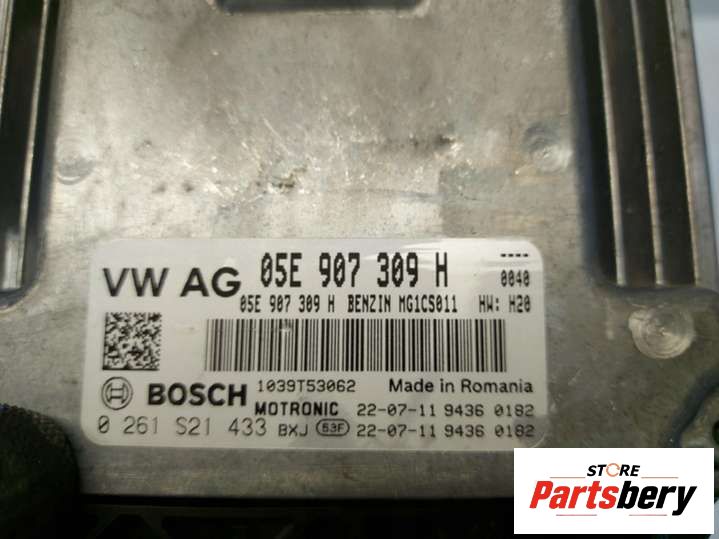 VW AG 05E 907 309 H ----
0040
05E 907 309 H BENZIN MG1CS011 HW: H20
BOSCH 1039T53062 Made in Romania
MOTRONIC 22-07-11 9436 0182
0 261 S21 433 BXJ 53F 22-07-11 9436 0182
STORE
Partsbery